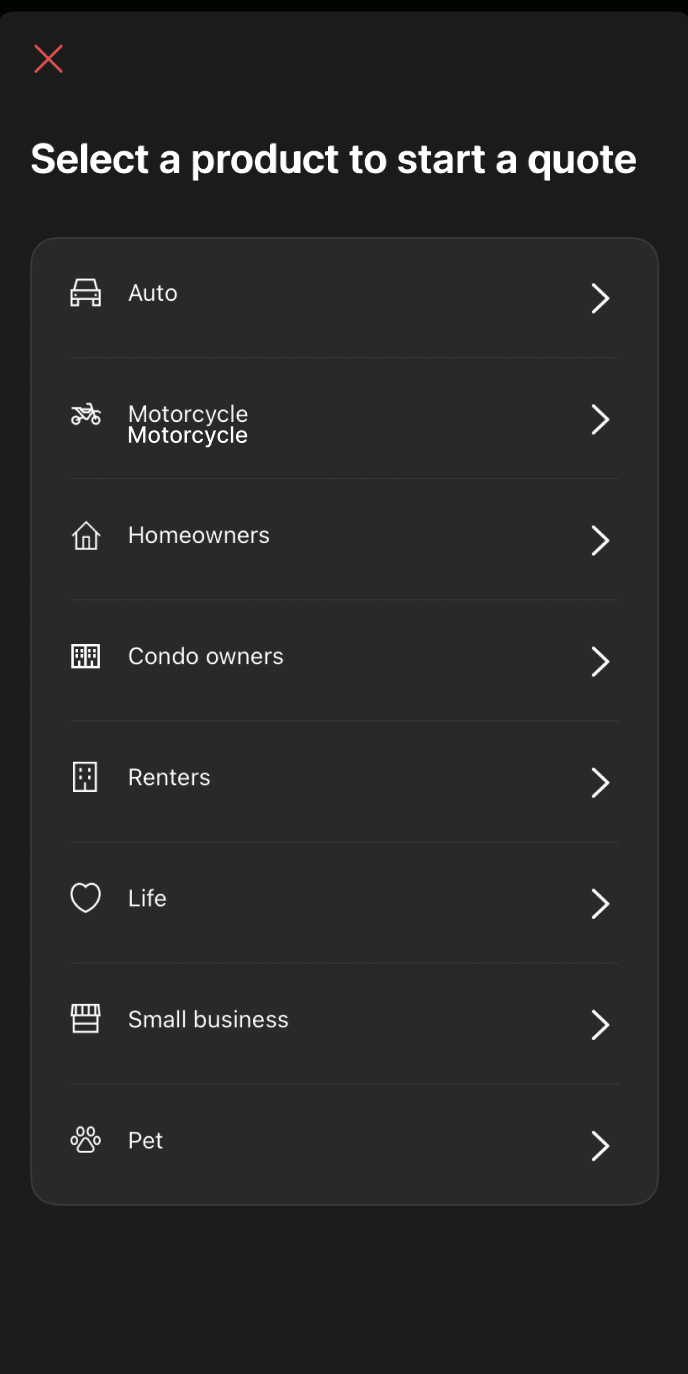 Select a product to start a quote
Auto
Motorcycle
Motorcycle
Homeowners
Condo owners
Renters
Life
Small business
Pet